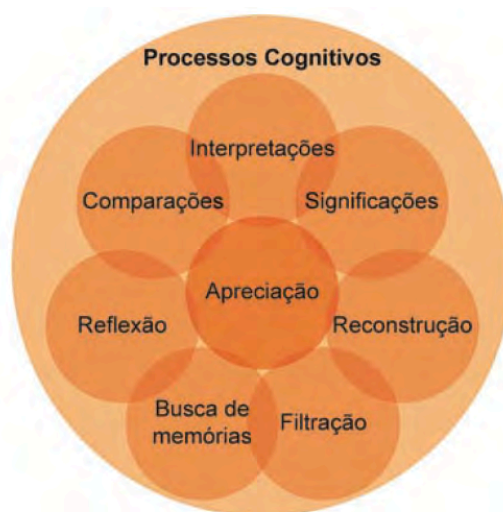 Processos Cognitivos
Interpretações
Comparações
Significações
Apreciação
Reflexão
Reconstrução
Busca de
memórias
Filtração